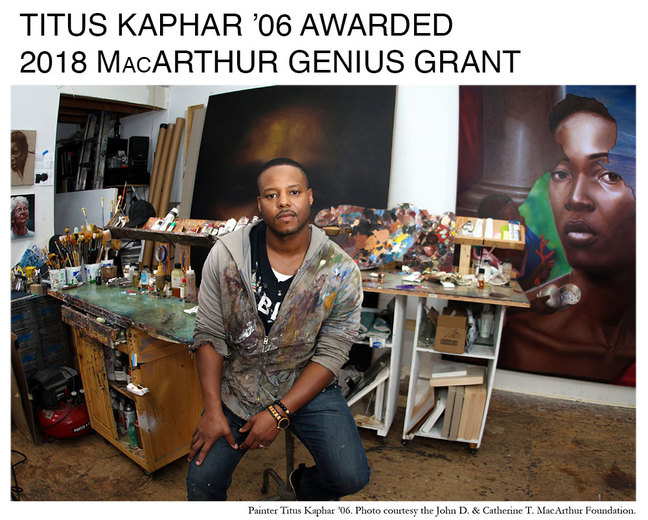 TITUS KAPHAR ’06 AWARDED
2018 MACARTHUR GENIUS GRANT
Painter Titus Kaphar ’06. Photo courtesy the John D. & Catherine T. MacArthur Foundation.